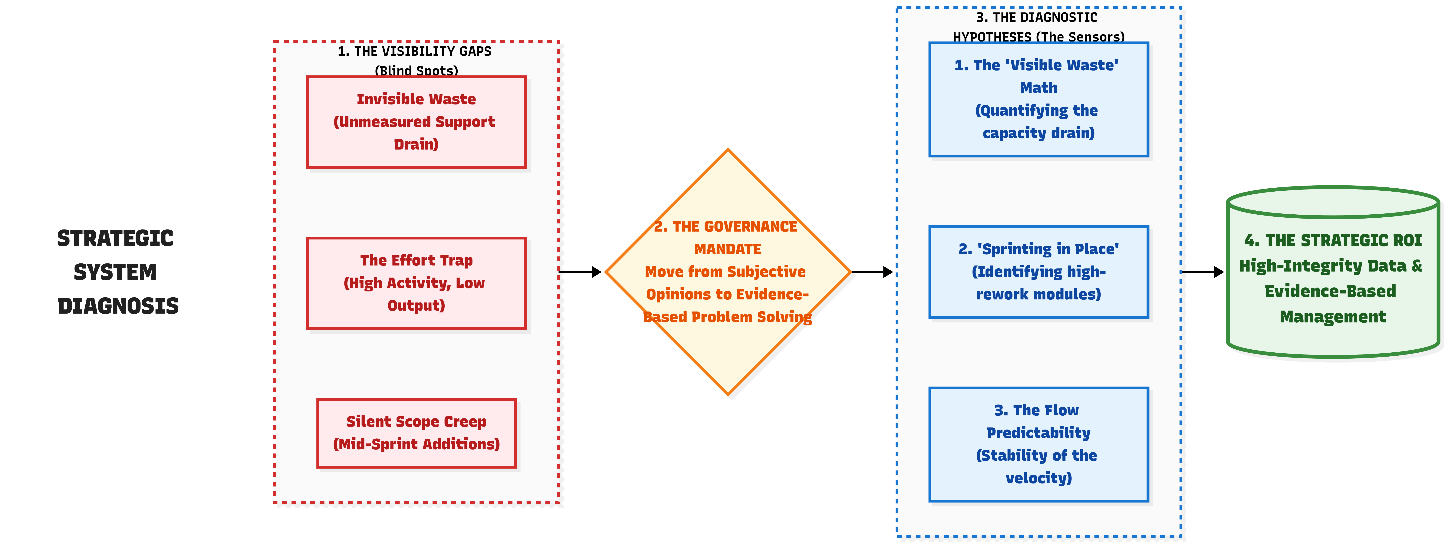 STRATEGIC
SYSTEM
DIAGNOSIS
1. THE VISIBILITY GAPS
(Blind Spots)
Invisible Waste
(Unmeasured Support
Drain)
The Effort Trap
(High Activity, Low
Output)
Silent Scope Creep
(Mid-Sprint Additions)
2. THE GOVERNANCE
MANDATE
Move from Subjective
Opinions to Evidence-
Based Problem Solving
3. THE DIAGNOSTIC
HYPOTHESES (The Sensors)
1. The 'Visible Waste'
Math
(Quantifying the
capacity drain)
2. 'Sprinting in Place'
(Identifying high-
rework modules)
3. The Flow
Predictability
(Stability of the
velocity)
4. THE STRATEGIC ROI
High-Integrity Data &
Evidence-Based
Management